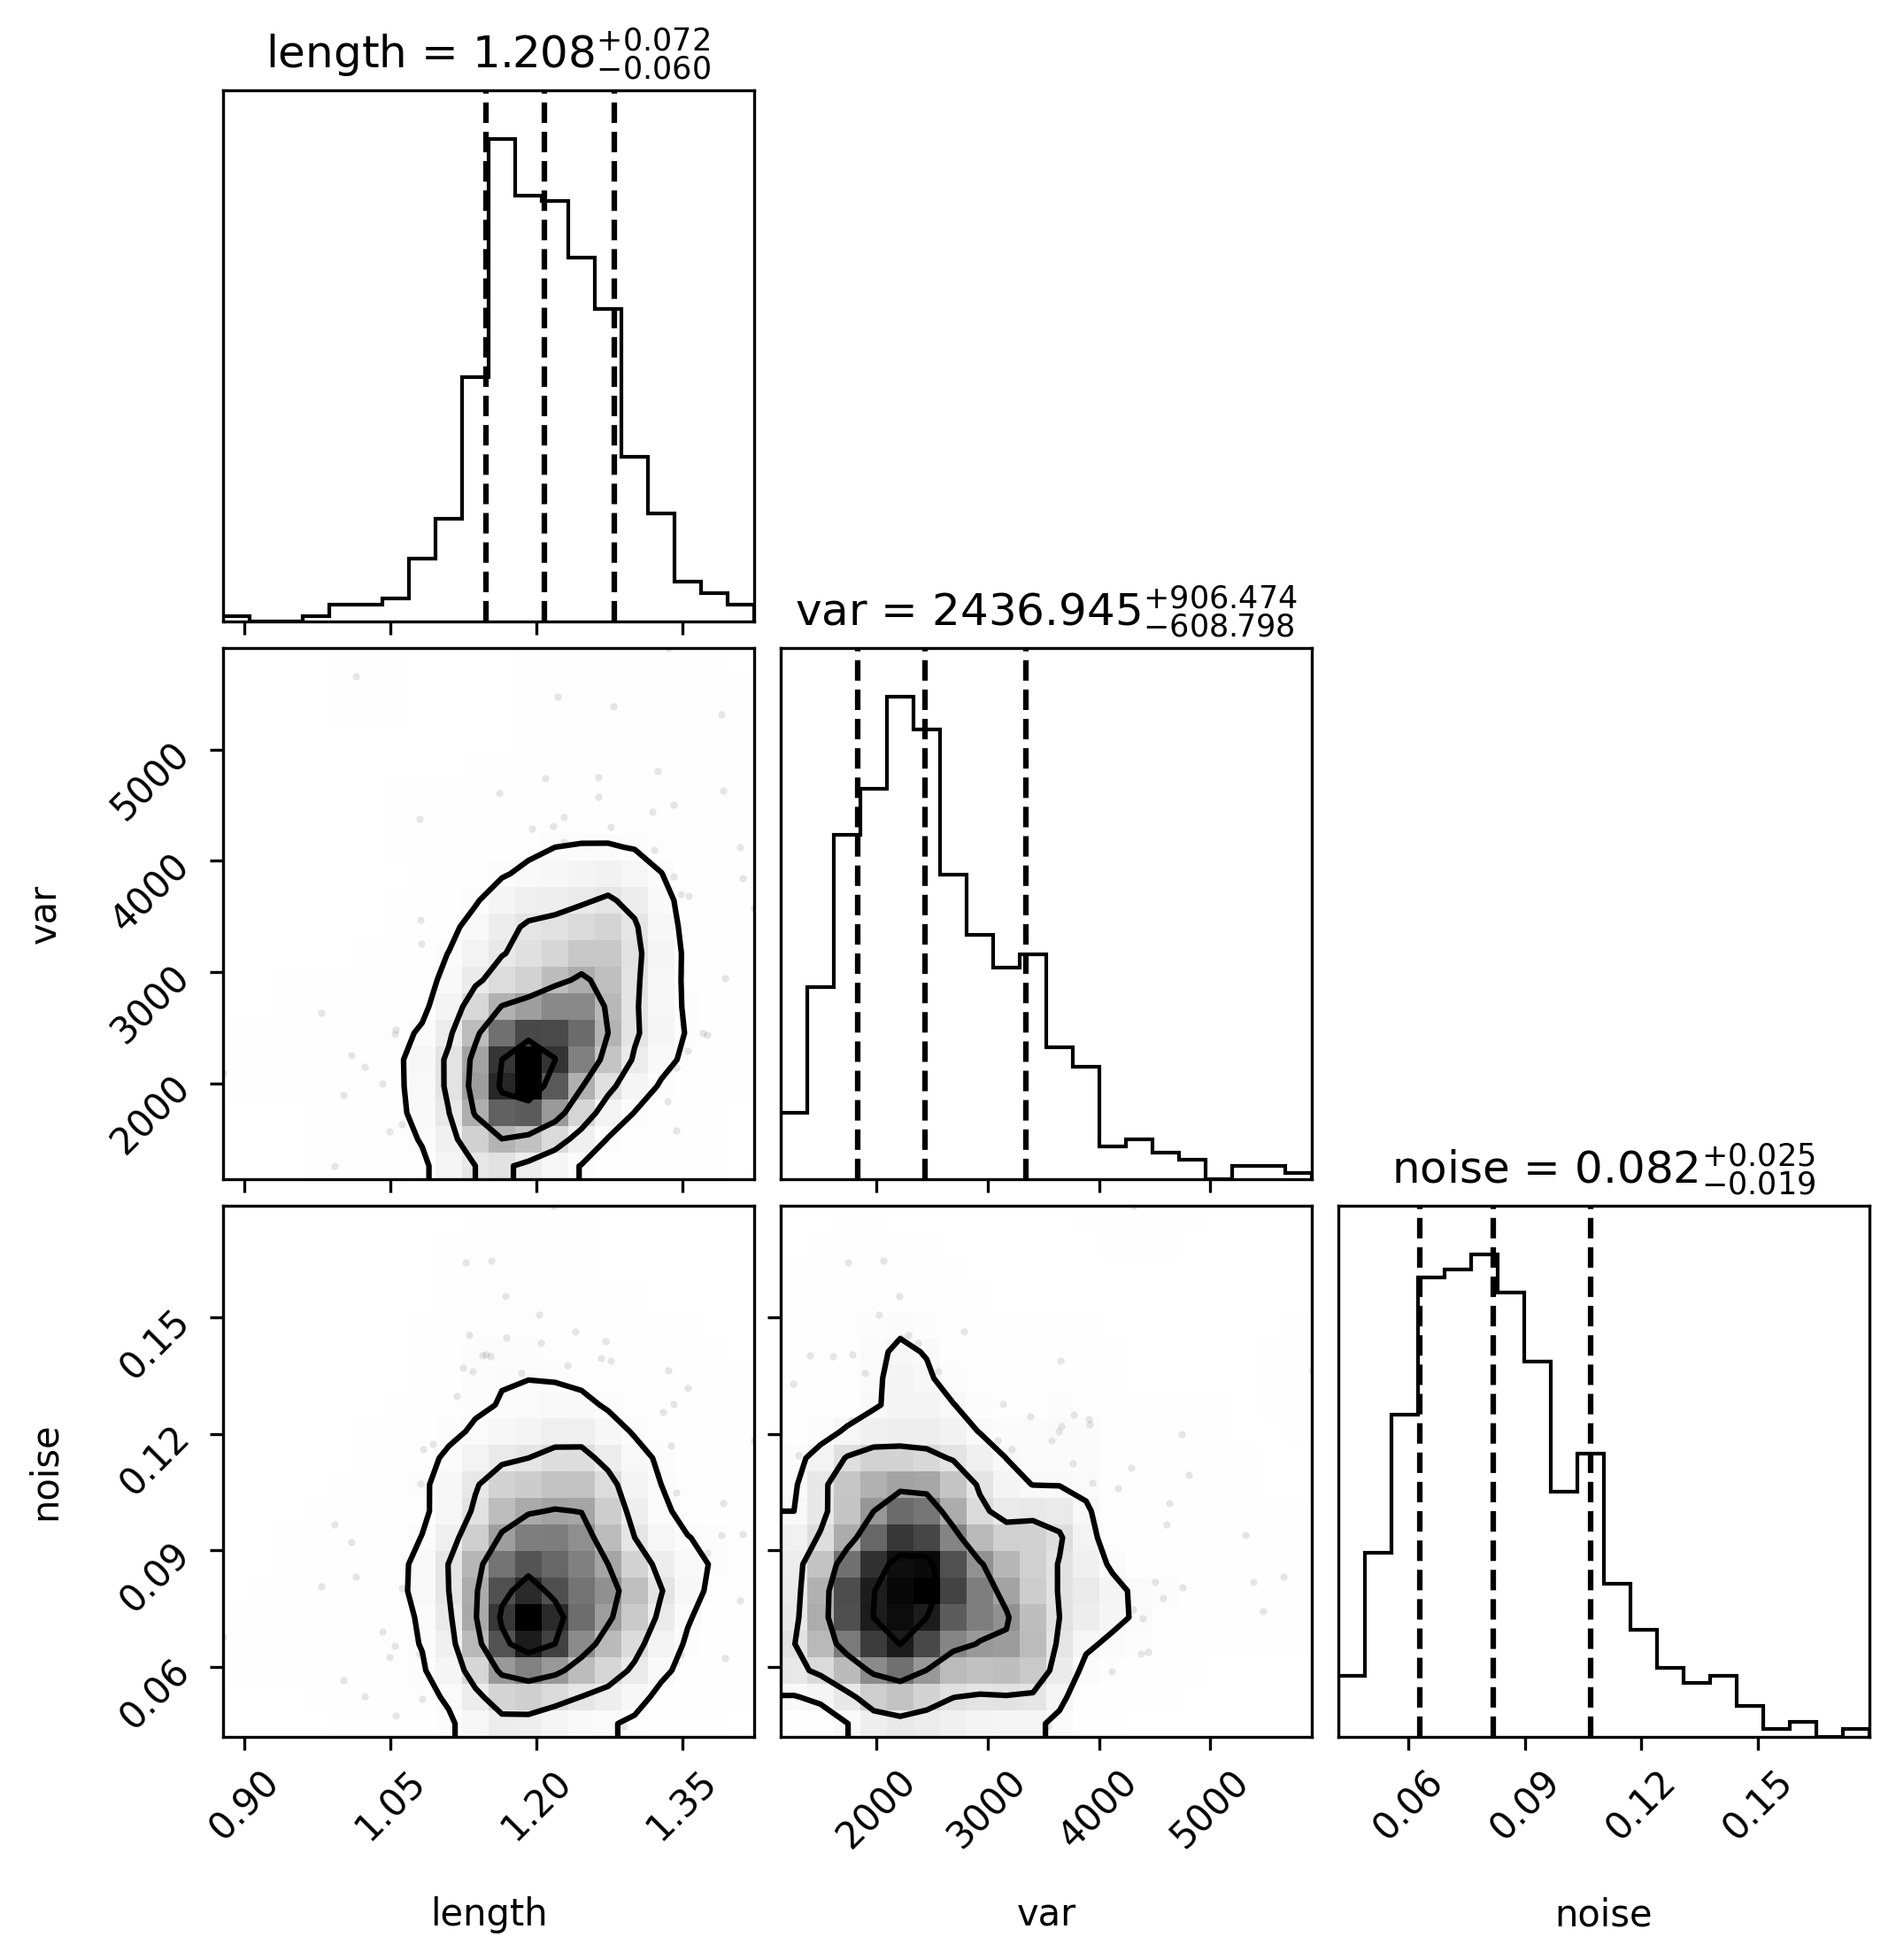 length = 1.208+0.072−0.060
var = 2436.945+906.474−608.798
5000
4000
3000
2000
var
noise = 0.082+0.025−0.019
0.15
0.12
0.09
0.06
noise
0.90 1.05 1.20 1.35
2000 3000 4000 5000
0.06 0.09 0.12 0.15
length
var
noise